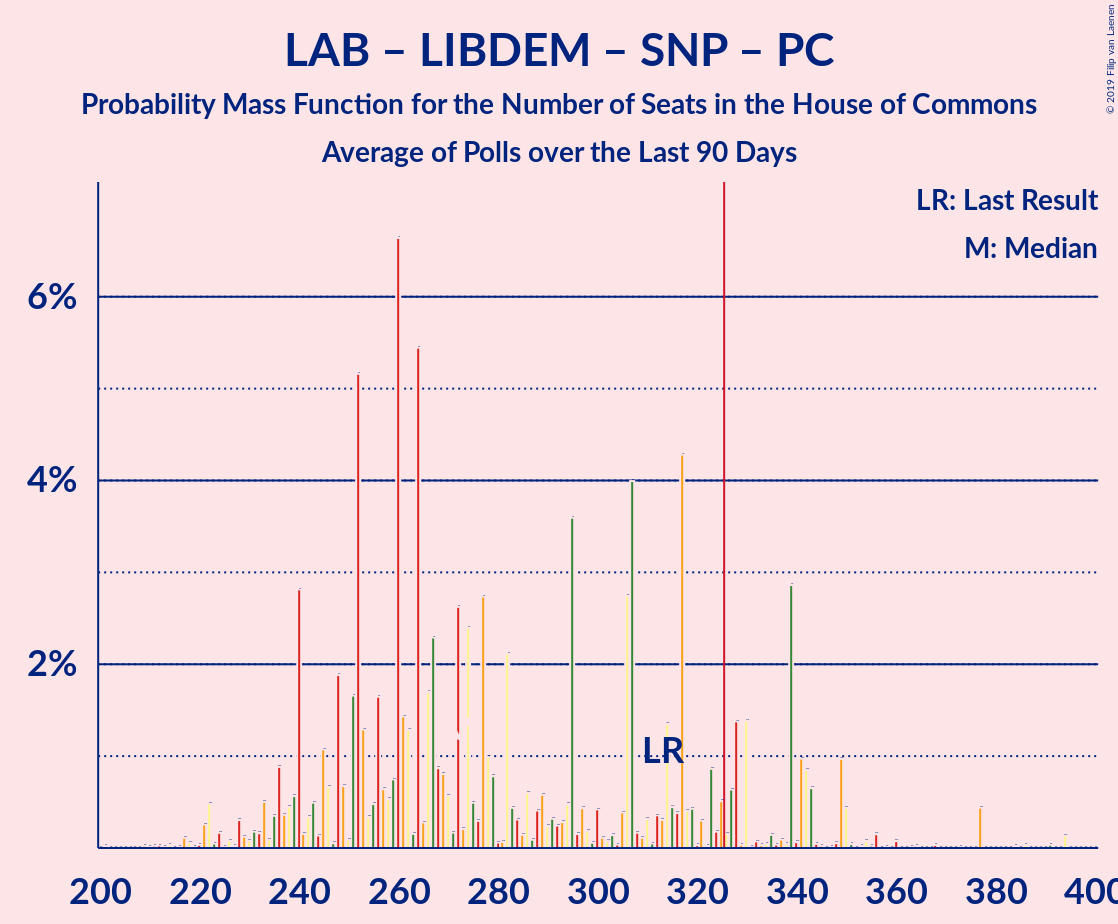 LAB – LIBDEM – SNP – PC
Probability Mass Function for the Number of Seats in the House of Commons
Average of Polls over the Last 90 Days
© 2019 Filip van Laenen
LR: Last Result
M: Median
6%
4%
2%
LR
200 220 240 260 280 300 320 340 360 380 400